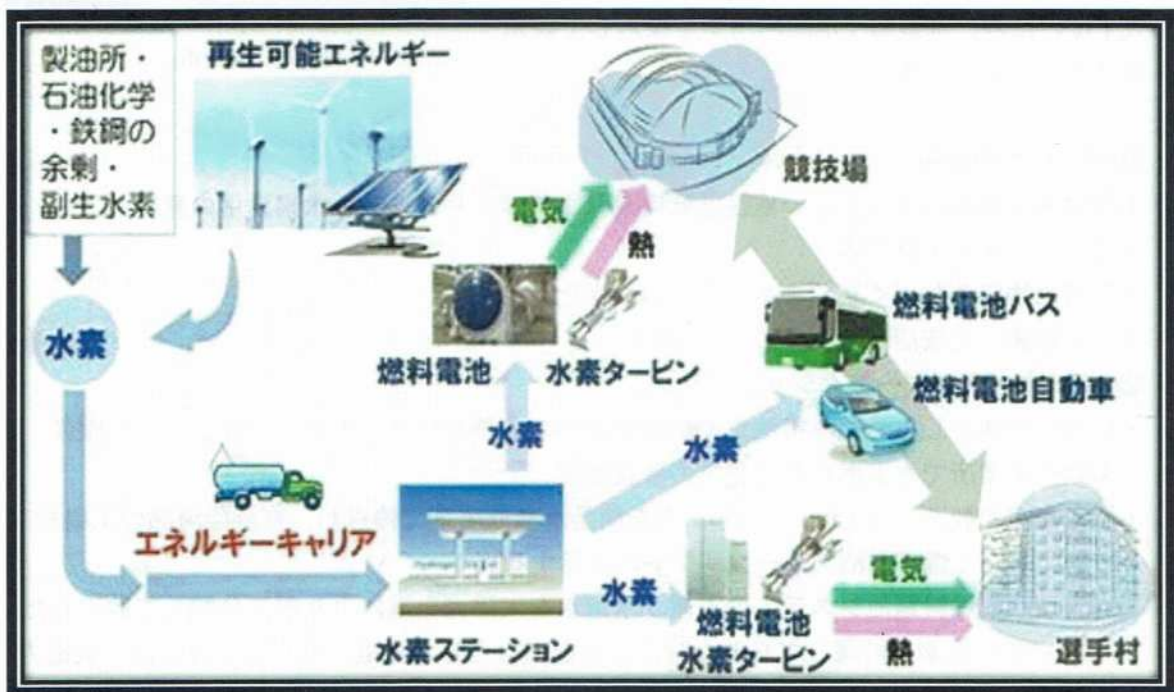 製油所・
石油化学
・鉄鋼の
余剰・
副生水素
再生可能エネルギー
競技場
電気
熱
水素
燃料電池
水素タービン
燃料電池バス
燃料電池自動車
水素
水素
エネルギーキャリア
水素ステーション
水素
燃料電池
水素タービン
電気
熱
選手村